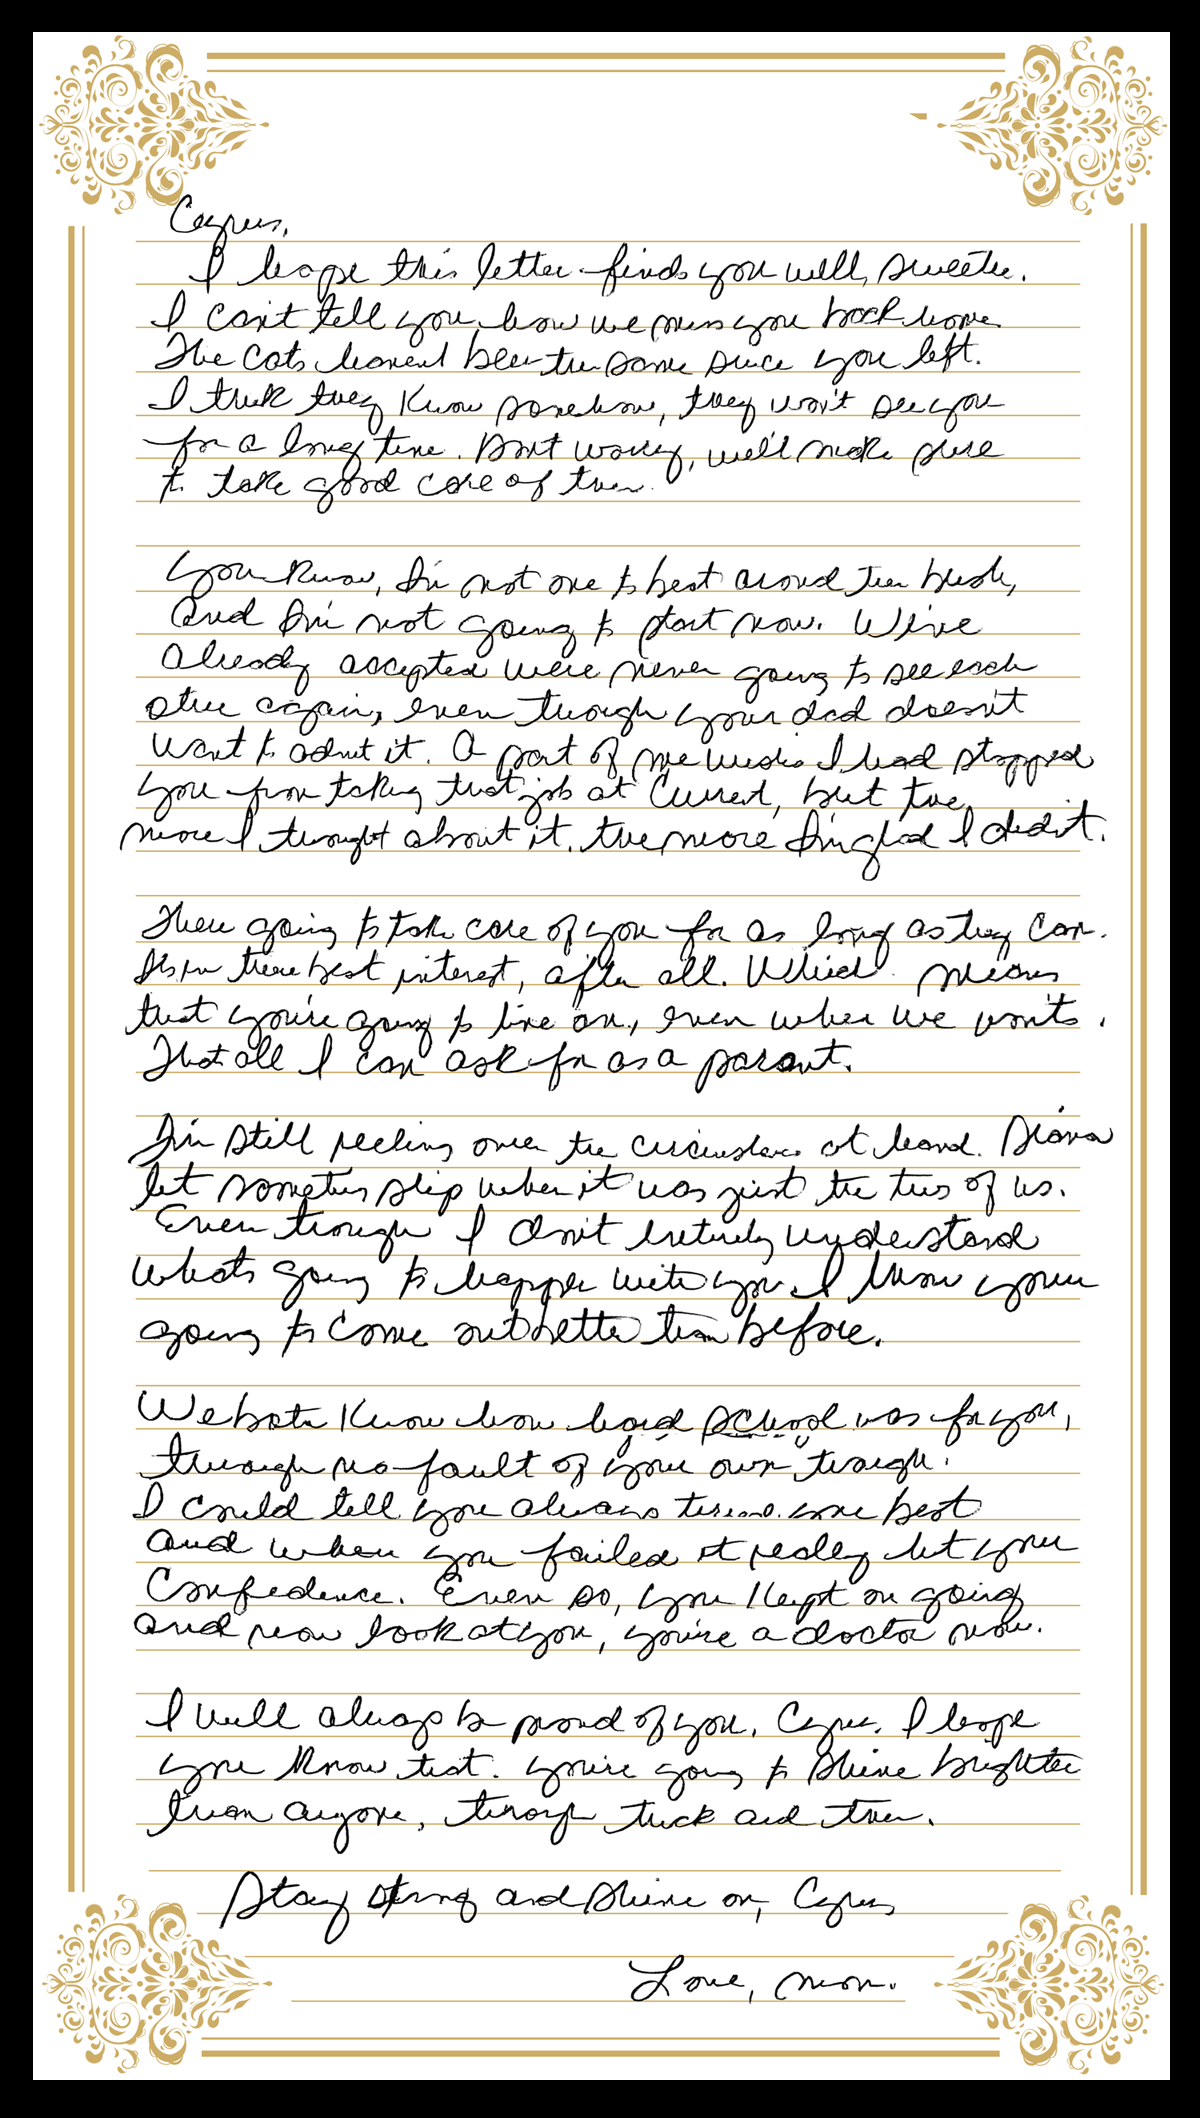 Cyrus,
I hope this letter finds you well, sweetie.
I can't tell you how we miss you back home.
The cats haven't been the same since you left.
I think they know somehow, they won't see you
for a long time. Don't worry, we'll make sure
to take good care of them.
You know, I'm not one to beat around the bush,
and I'm not going to start now. We've
already accepted we're never going to see each
other again, even though your dad doesn't
want to admit it. A part of me wishes I had stopped
you from taking that job at Current, but the
more I thought about it, the more I'm glad I didn't.
They're going to take care of you for as long as they can.
It's in their best interest, after all. Which means
that you're going to live on, even when we won't.
That's all I can ask for as a parent.
I'm still reeling over the circumstances at hand. Diana
let something slip when it was just the two of us.
Even though I don't entirely understand
what's going to happen with you, I know you're
going to come out better than before.
We both know how hard school was for you,
through no fault of your own, though.
I could tell you always your best
and when you failed it really hit your
confidence. Even so, you kept on going
and now look at you, you're a doctor now.
I will always be proud of you, Cyrus. I hope
you know that. You're going to shine brighter
than anyone, through thick and thin.
Stay strong and shine on, Cyrus
Love, Mom.